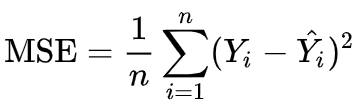 MSE = \frac{1}{n} \sum_{i=1}^{n} (Y_i - \hat{Y}_i)^2